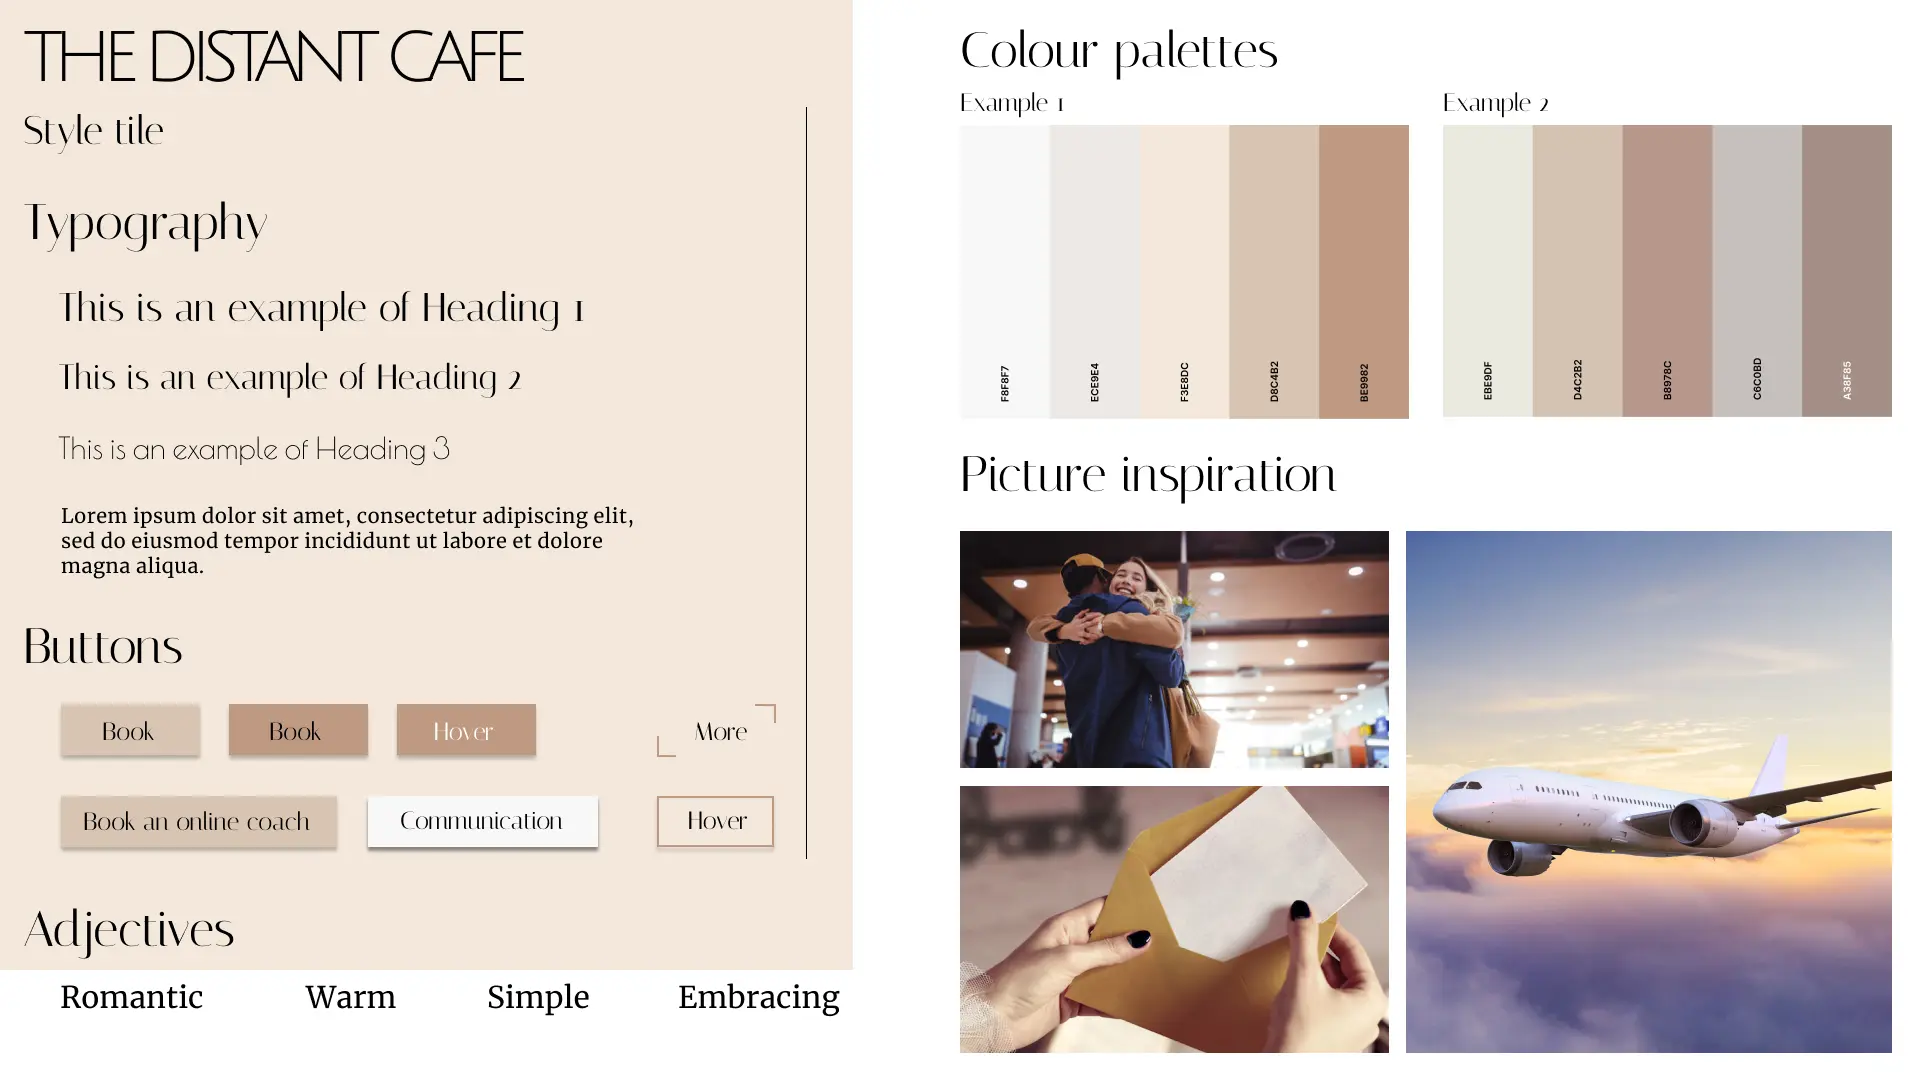 THE DISTANT CAFE
Style tile
Typography
This is an example of Heading 1
This is an example of Heading 2
This is an example of Heading 3
Lorem ipsum dolor sit amet, consectetur adipiscing elit,
sed do eiusmod tempor incididunt ut labore et dolore
magna aliqua.
Buttons
Book
Book
Hover
More
Book an online coach
Communication
Hover
Adjectives
Romantic
Warm
Simple
Embracing
Colour palettes
Example 1
F8F8F7
ECE9E4
F3E8DC
D8C4B2
BE9982
Example 2
EBE9DF
D4C2B2
B8978C
C6C0BD
A38F85
Picture inspiration